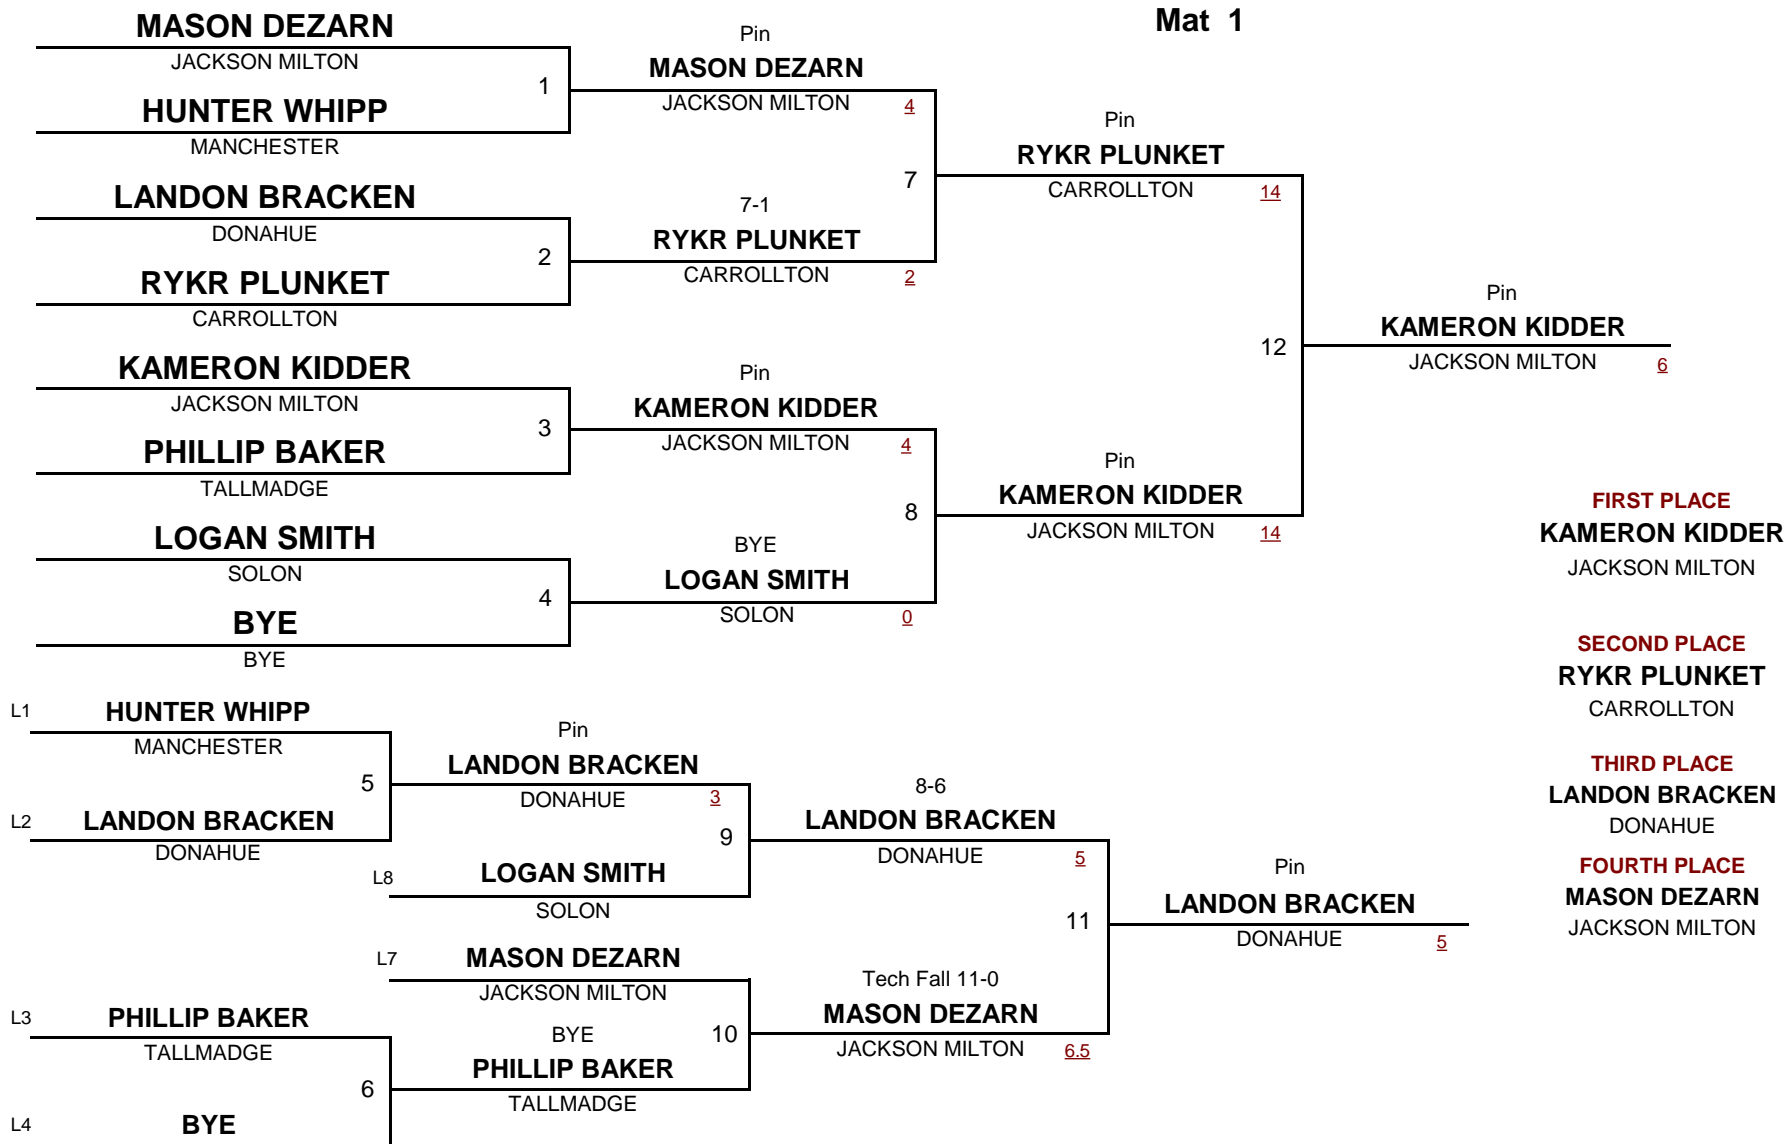 Mat 1
MASON DEZARN
JACKSON MILTON
1
HUNTER WHIPP
MANCHESTER
LANDON BRACKEN
DONAHUE
2
RYKR PLUNKET
CARROLLTON
KAMERON KIDDER
JACKSON MILTON
3
PHILLIP BAKER
TALLMADGE
LOGAN SMITH
SOLON
4
BYE
BYE
Pin
MASON DEZARN
JACKSON MILTON 4
7
7-1
RYKR PLUNKET
CARROLLTON 2
Pin
KAMERON KIDDER
JACKSON MILTON 4
8
BYE
LOGAN SMITH
SOLON 0
Pin
RYKR PLUNKET
CARROLLTON 14
12
Pin
KAMERON KIDDER
JACKSON MILTON 14
Pin
KAMERON KIDDER
JACKSON MILTON 6
FIRST PLACE
KAMERON KIDDER
JACKSON MILTON
SECOND PLACE
RYKR PLUNKET
CARROLLTON
THIRD PLACE
LANDON BRACKEN
DONAHUE
FOURTH PLACE
MASON DEZARN
JACKSON MILTON
L1 HUNTER WHIPP
MANCHESTER
5
L2 LANDON BRACKEN
DONAHUE
L3 PHILLIP BAKER
TALLMADGE
6
L4 BYE
Pin
LANDON BRACKEN
DONAHUE 3
9
L8 LOGAN SMITH
SOLON
L7 MASON DEZARN
JACKSON MILTON
BYE 10
PHILLIP BAKER
TALLMADGE
8-6
LANDON BRACKEN
DONAHUE 5
11
Tech Fall 11-0
MASON DEZARN
JACKSON MILTON 6.5
Pin
LANDON BRACKEN
DONAHUE 5